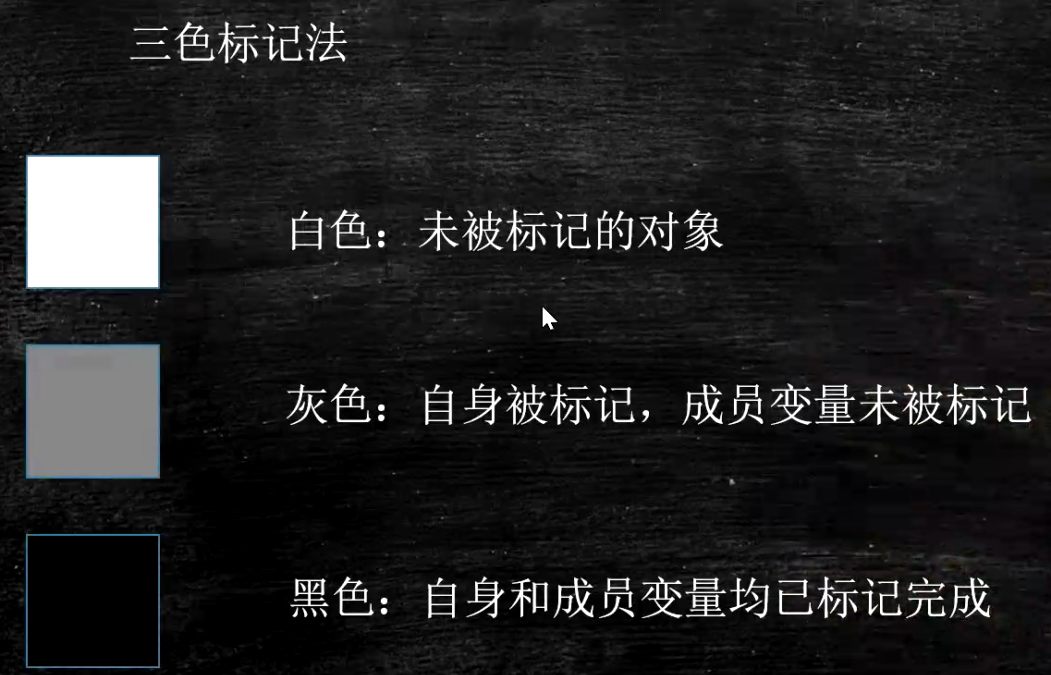 三色标记法
白色：未被标记的对象
灰色：自身被标记，成员变量未被标记
黑色：自身和成员变量均已标记完成